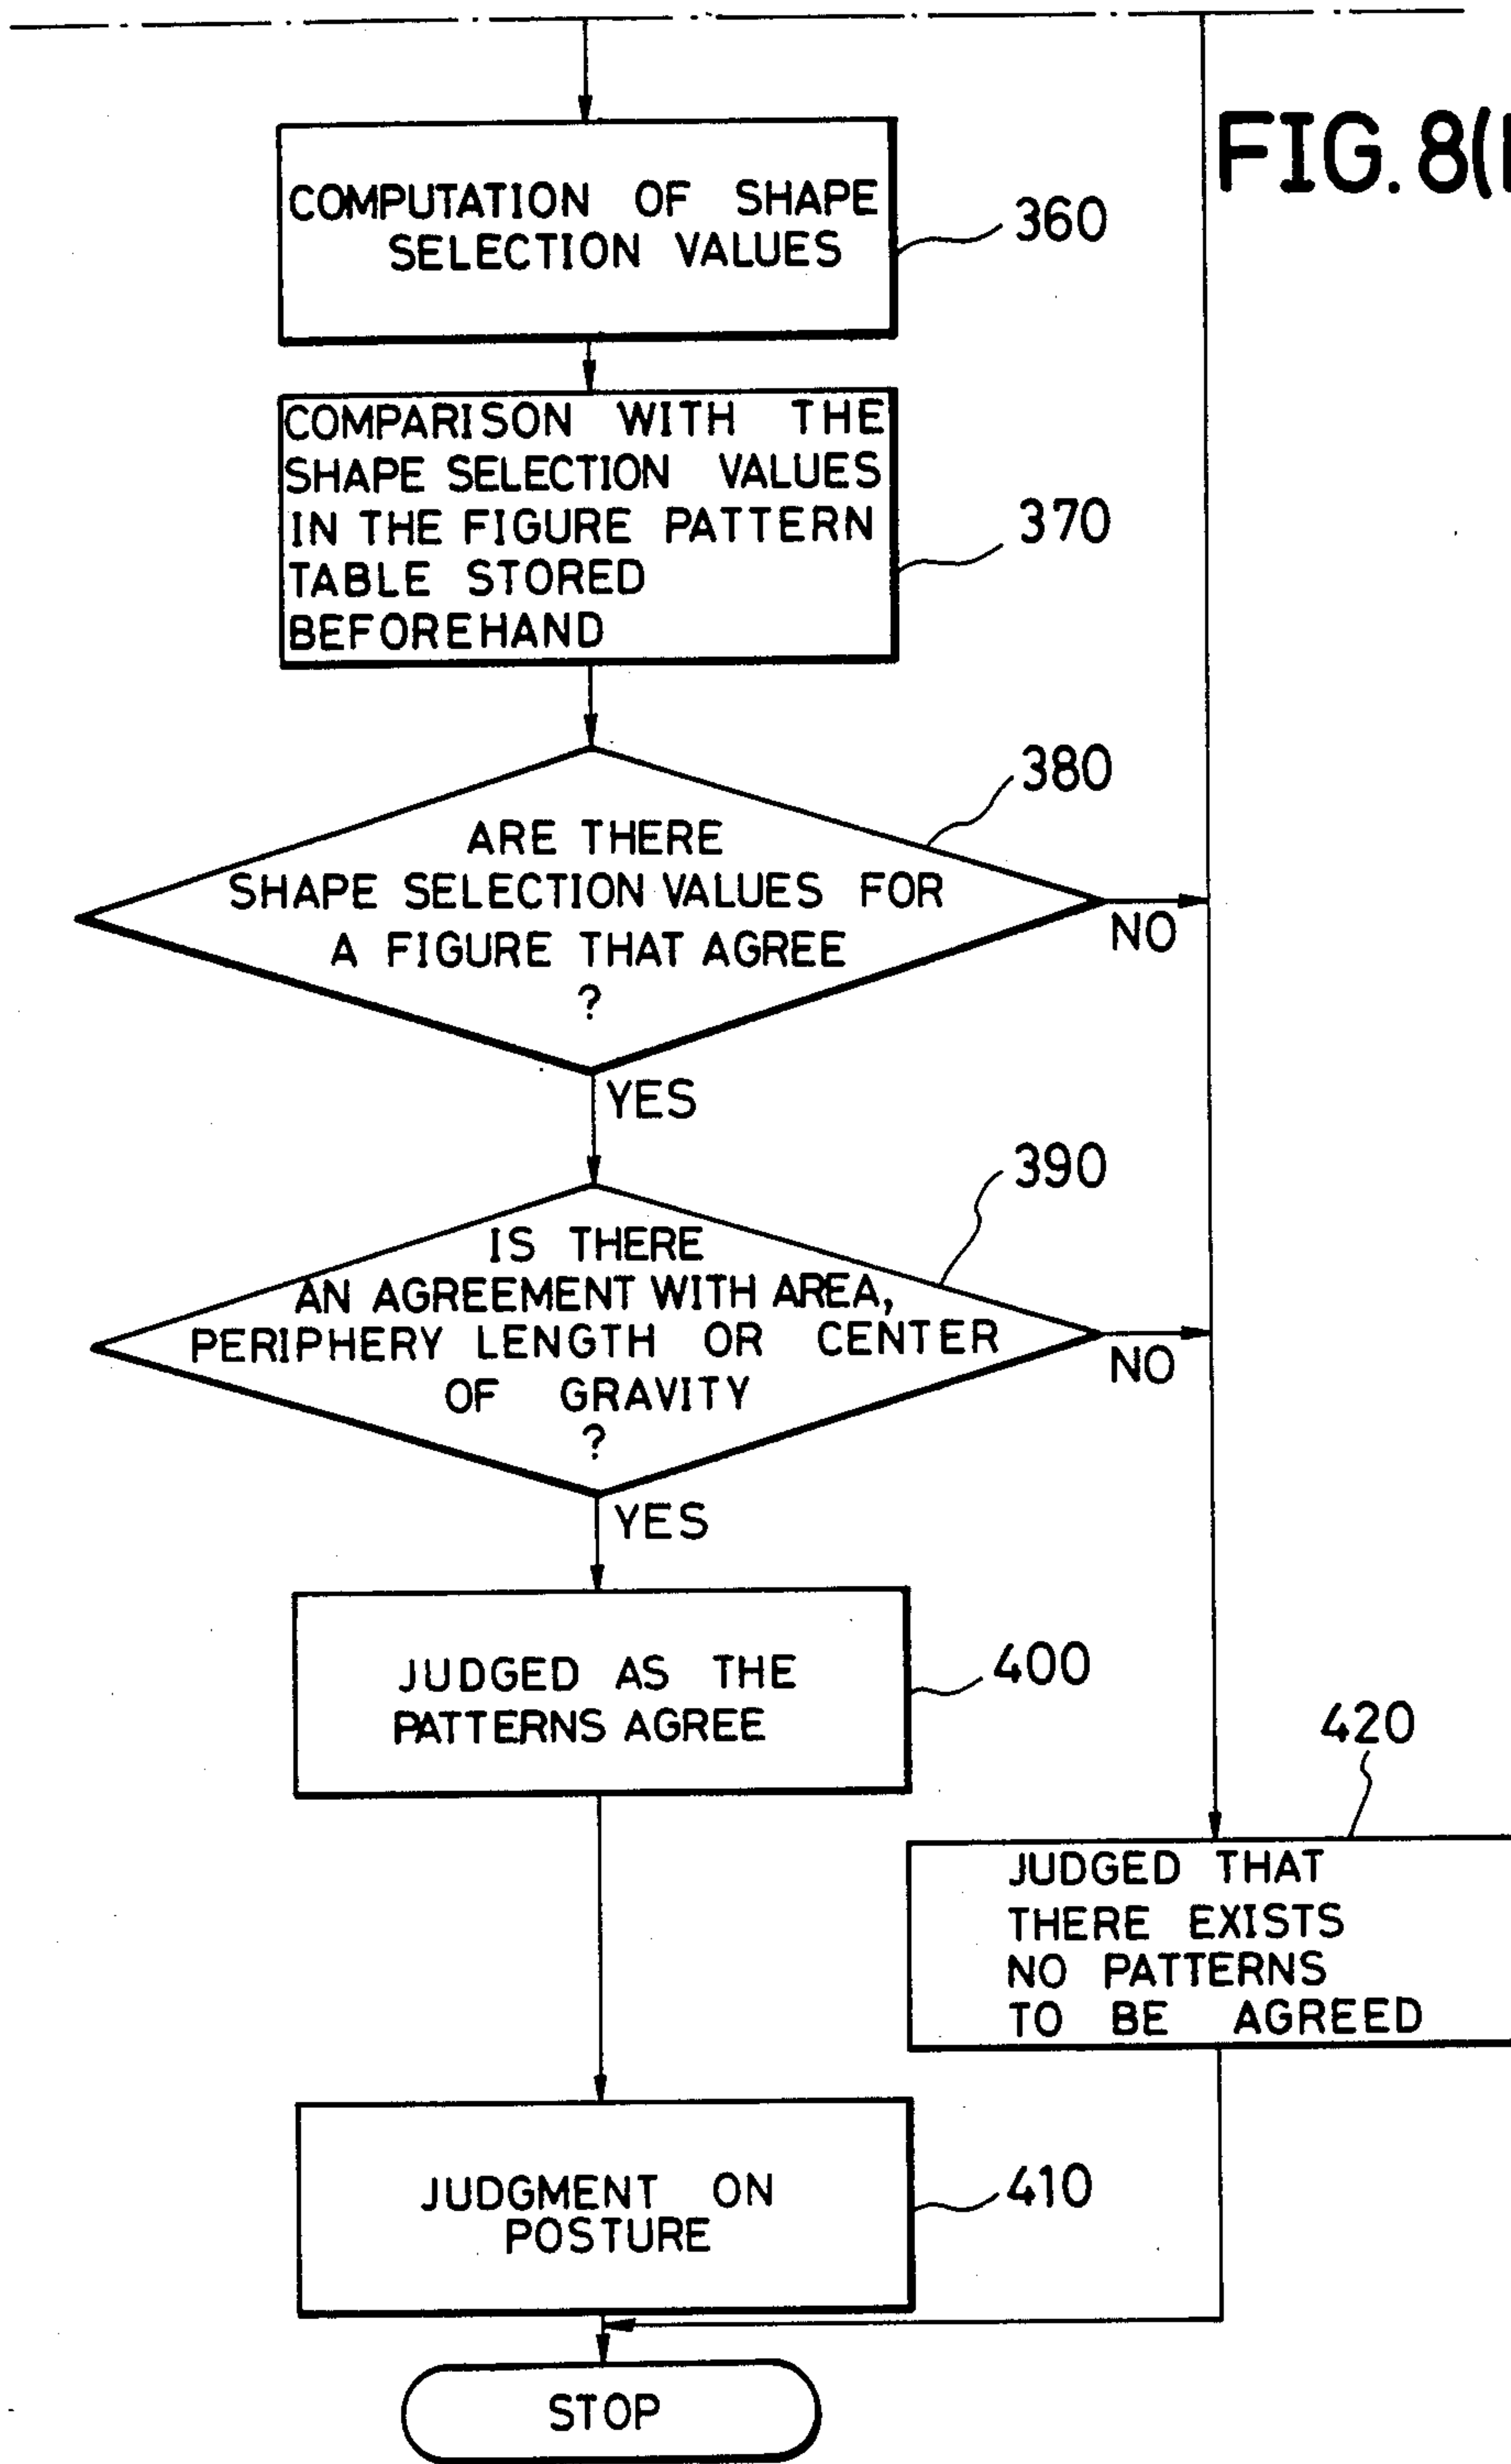 FIG. 8(
COMPUTATION OF SHAPE
SELECTION VALUES
360
COMPARISON WITH THE
SHAPE SELECTION VALUES
IN THE FIGURE PATTERN
TABLE STORED
BEFOREHAND
370
380
ARE THERE
SHAPE SELECTION VALUES FOR
A FIGURE THAT AGREE
?
NO
YES
390
IS THERE
AN AGREEMENT WITH AREA,
PERIPHERY LENGTH OR CENTER
OF GRAVITY
?
NO
YES
JUDGED AS THE
PATTERNS AGREE
400
420
JUDGED THAT
THERE EXISTS
NO PATTERNS
TO BE AGREED
JUDGMENT ON
POSTURE
410
STOP